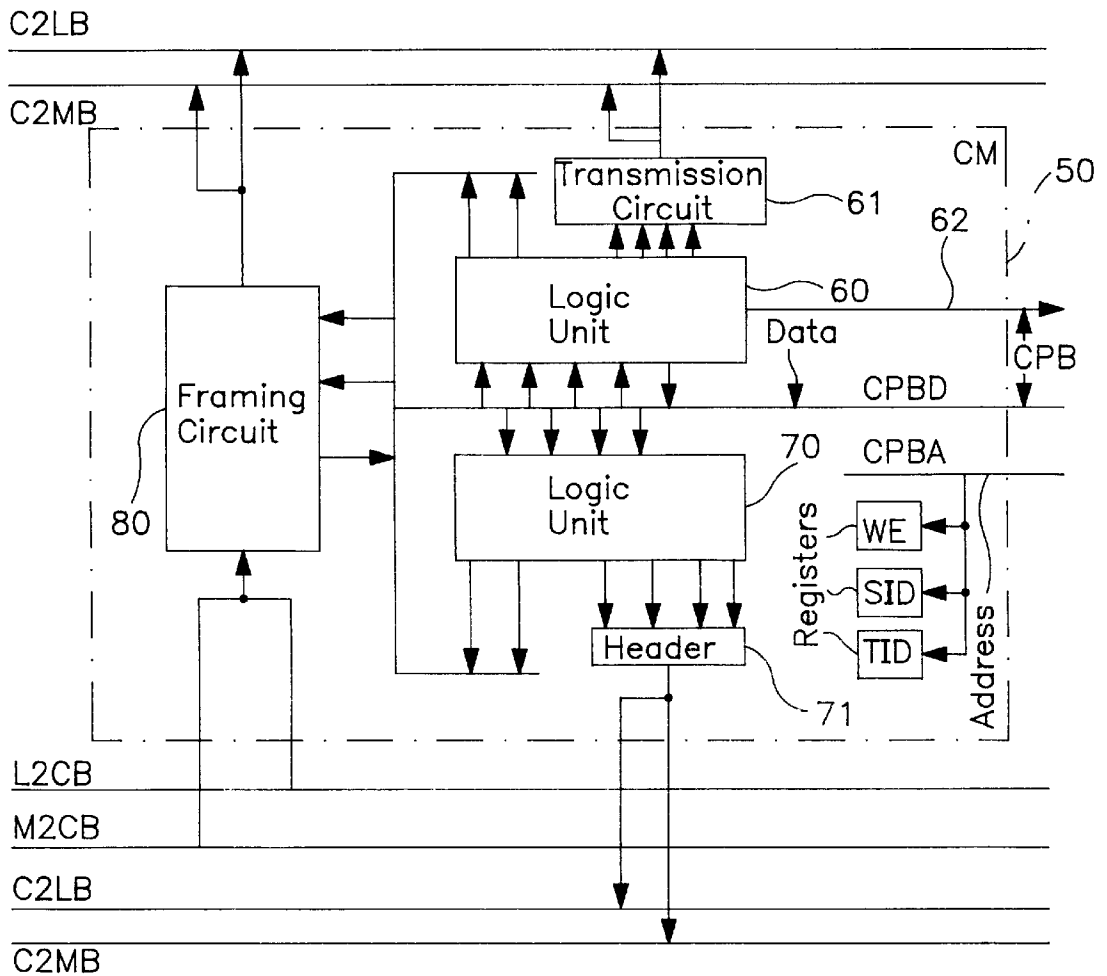 C2LB
C2MB
CM
50
Transmission
Circuit
61
62
Logic
Unit
60
Data
CPB
Framing
Circuit
80
CPBD
CPBA
Logic
Unit
70
Registers
WE
SID
TID
Address
Header
71
L2CB
M2CB
C2LB
C2MB